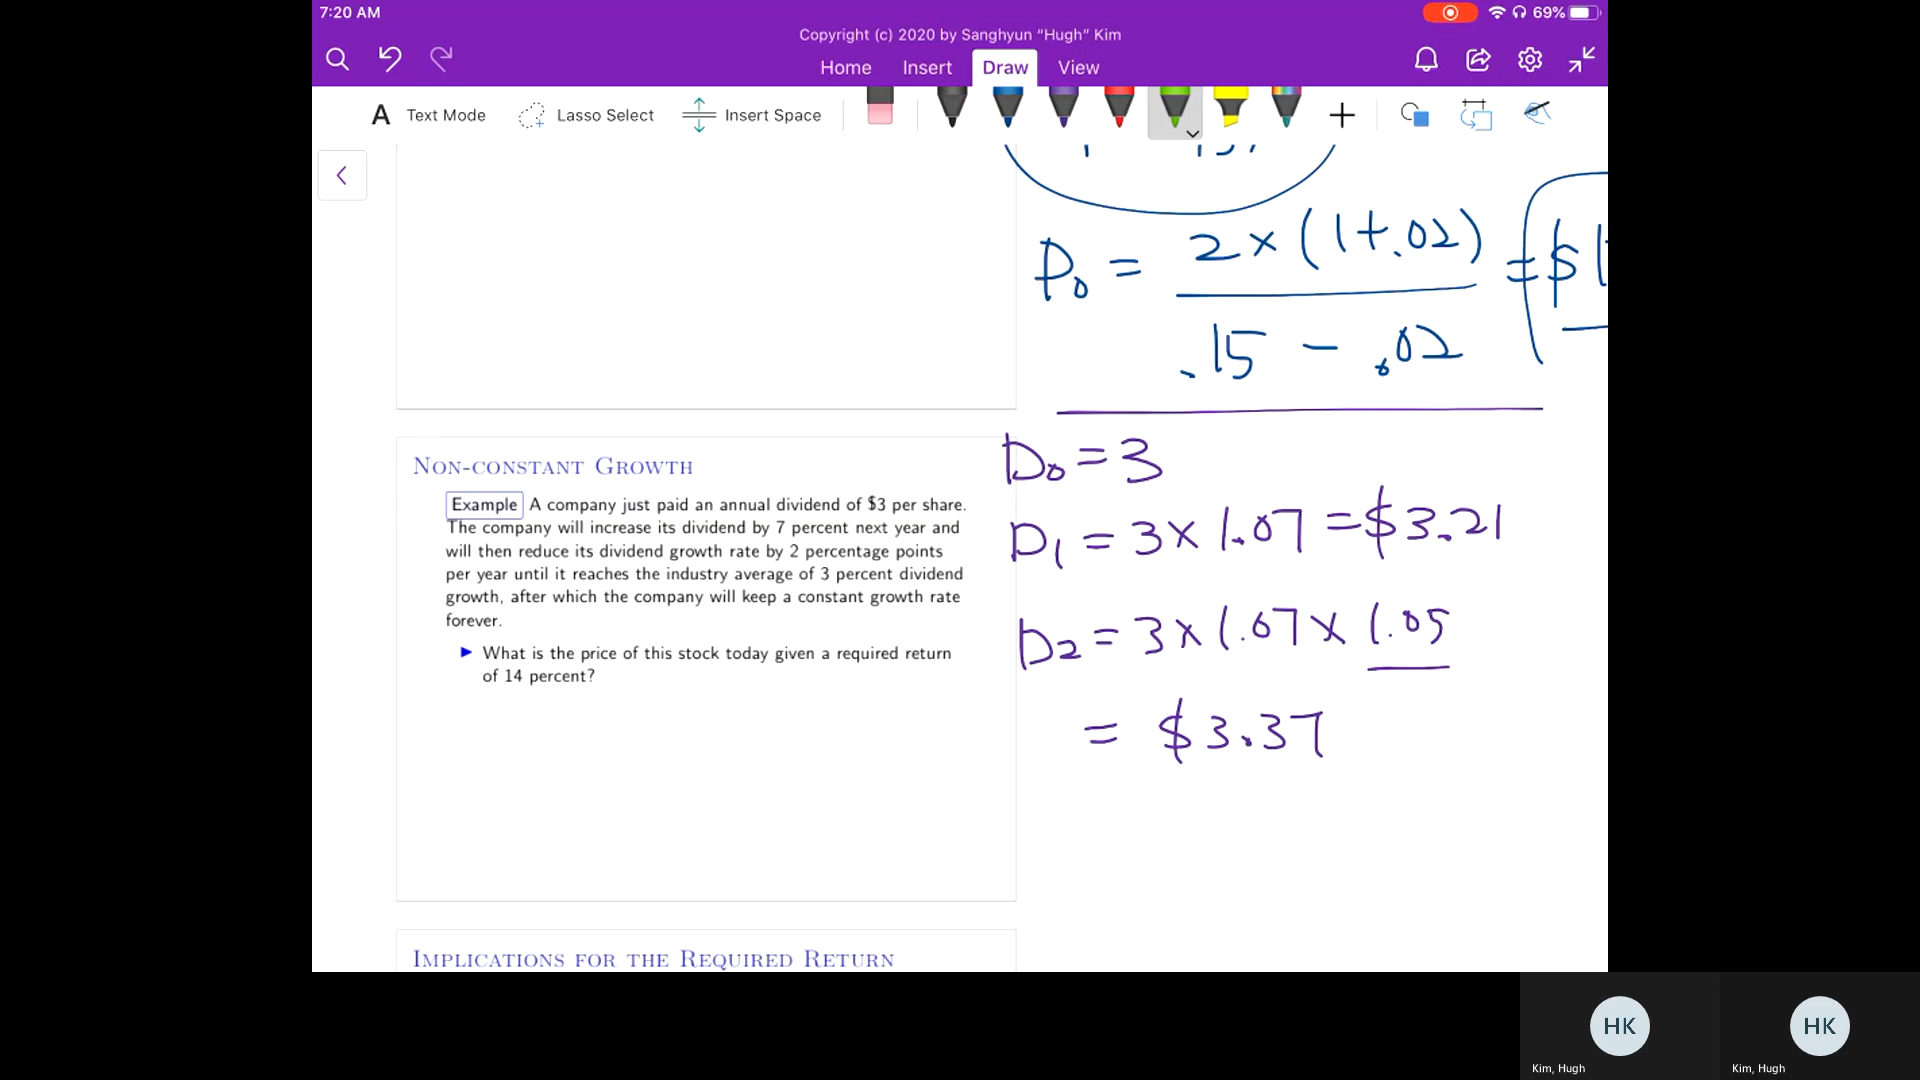 7:20 AM
69%
Copyright (c) 2020 by Sanghyun “Hugh” Kim
Home Insert Draw View
A Text Mode Lasso Select Insert Space
P0 = 2 × (1+.02) = $1
.15 - .02
NON-CONSTANT GROWTH
Example A company just paid an annual dividend of $3 per share.
The company will increase its dividend by 7 percent next year and
will then reduce its dividend growth rate by 2 percentage points
per year until it reaches the industry average of 3 percent dividend
growth, after which the company will keep a constant growth rate
forever.
What is the price of this stock today given a required return
of 14 percent?
D0 = 3
D1 = 3 × 1.07 = $3.21
D2 = 3 × 1.07 × 1.05
= $3.37
IMPLICATIONS FOR THE REQUIRED RETURN
HK
Kim, Hugh
HK
Kim, Hugh